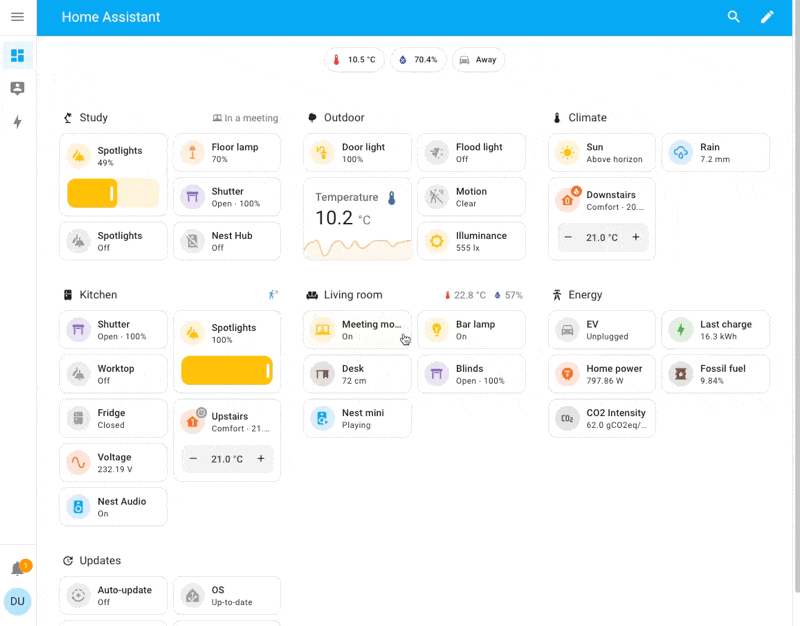 Home Assistant
10.5 °C
70.4%
Away
Study
In a meeting
Spotlights
49%
Floor lamp
70%
Shutter
Open · 100%
Spotlights
Off
Nest Hub
Off
Outdoor
Door light
100%
Flood light
Off
Temperature
10.2 °C
Motion
Clear
Illuminance
555 lx
Climate
Sun
Above horizon
Rain
7.2 mm
Downstairs
Comfort · 20....
− 21.0 °C +
Kitchen
Shutter
Open · 100%
Spotlights
100%
Worktop
Off
Fridge
Closed
Upstairs
Comfort · 21....
− 21.0 °C +
Voltage
232.19 V
Nest Audio
On
Living room
22.8 °C 57%
Meeting mo...
On
Bar lamp
On
Desk
72 cm
Blinds
Open · 100%
Nest mini
Playing
Energy
EV
Unplugged
Last charge
16.3 kWh
Home power
797.86 W
Fossil fuel
9.84%
CO2
CO2 Intensity
62.0 gCO2eq/...
Updates
Auto-update
Off
OS
Up-to-date
1
DU